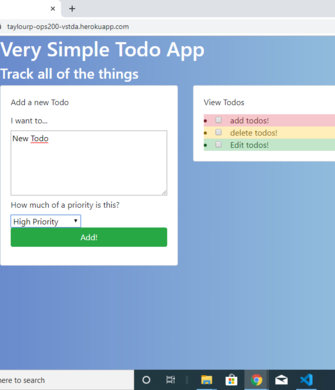 taylourp-ops200-vstda.herokuapp.com
Very Simple Todo App
Track all of the things
Add a new Todo
I want to...
New Todo
How much of a priority is this?
High Priority
Add!
View Todos
add todos!
delete todos!
Edit todos!
here to search